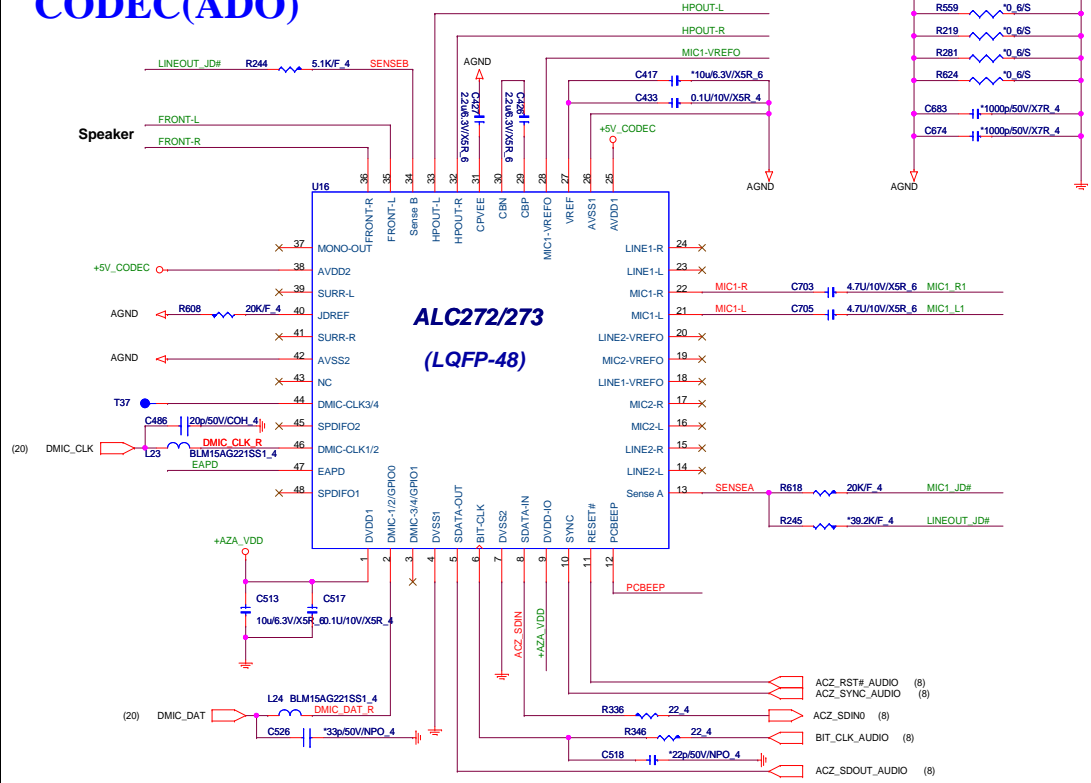 CODEC(ADO)
HPOUT-L
HPOUT-R
MIC1-VREFO
R559 *0_6/S
R219 *0_6/S
R281 *0_6/S
R624 *0_6/S
C683 *1000p/50V/X7R_4
C674 *1000p/50V/X7R_4
AGND
LINEOUT_JD# R244 5.1K/F_4 SENSEB
AGND
C427
2.2u6.3V/X5R_6
C426
2.2u6.3V/X5R_6
C417 *10u/6.3V/X5R_6
C433 0.1U/10V/X5R_4
+5V_CODEC
AGND
Speaker
FRONT-L
FRONT-R
U16
36 35 34 33 32 31 30 29 28 27 26 25
FRONT-R
FRONT-L
Sense B
HPOUT-L
HPOUT-R
CPVEE
CBN
CBP
MIC1-VREFO
VREF
AVSS1
AVDD1
37 MONO-OUT
+5V_CODEC 38 AVDD2
39 SURR-L
AGND R608 20K/F_4 40 JDREF
41 SURR-R
AGND 42 AVSS2
43 NC
T37 44 DMIC-CLK3/4
C486 20p/50V/COH_4 45 SPDIFO2
(20) DMIC_CLK L23 BLM15AG221SS1_4 DMIC_CLK_R 46 DMIC-CLK1/2
EAPD 47 EAPD
48 SPDIFO1
ALC272/273
(LQFP-48)
LINE1-R 24
LINE1-L 23
MIC1-R 22 MIC1-R C703 4.7U/10V/X5R_6 MIC1_R1
MIC1-L 21 MIC1-L C705 4.7U/10V/X5R_6 MIC1_L1
LINE2-VREFO 20
MIC2-VREFO 19
LINE1-VREFO 18
MIC2-R 17
MIC2-L 16
LINE2-R 15
LINE2-L 14
Sense A 13 SENSEA R618 20K/F_4 MIC1_JD#
R245 *39.2K/F_4 LINEOUT_JD#
DVDD1
DMIC-1/2/GPIO0
DMIC-3/4/GPIO1
DVSS1
SDATA-OUT
BIT-CLK
DVSS2
SDATA-IN
DVDD-IO
SYNC
RESET#
PCBEEP
1 2 3 4 5 6 7 8 9 10 11 12
+AZA_VDD
C513 C517
10u/6.3V/X5R_6 0.1U/10V/X5R_4
PCBEEP
ACZ_SDIN
+AZA_VDD
L24 BLM15AG221SS1_4
(20) DMIC_DAT DMIC_DAT_R
C526 *33p/50V/NPO_4
ACZ_RST#_AUDIO (8)
ACZ_SYNC_AUDIO (8)
R336 22_4 ACZ_SDIN0 (8)
R346 22_4 BIT_CLK_AUDIO (8)
C518 *22p/50V/NPO_4
ACZ_SDOUT_AUDIO (8)